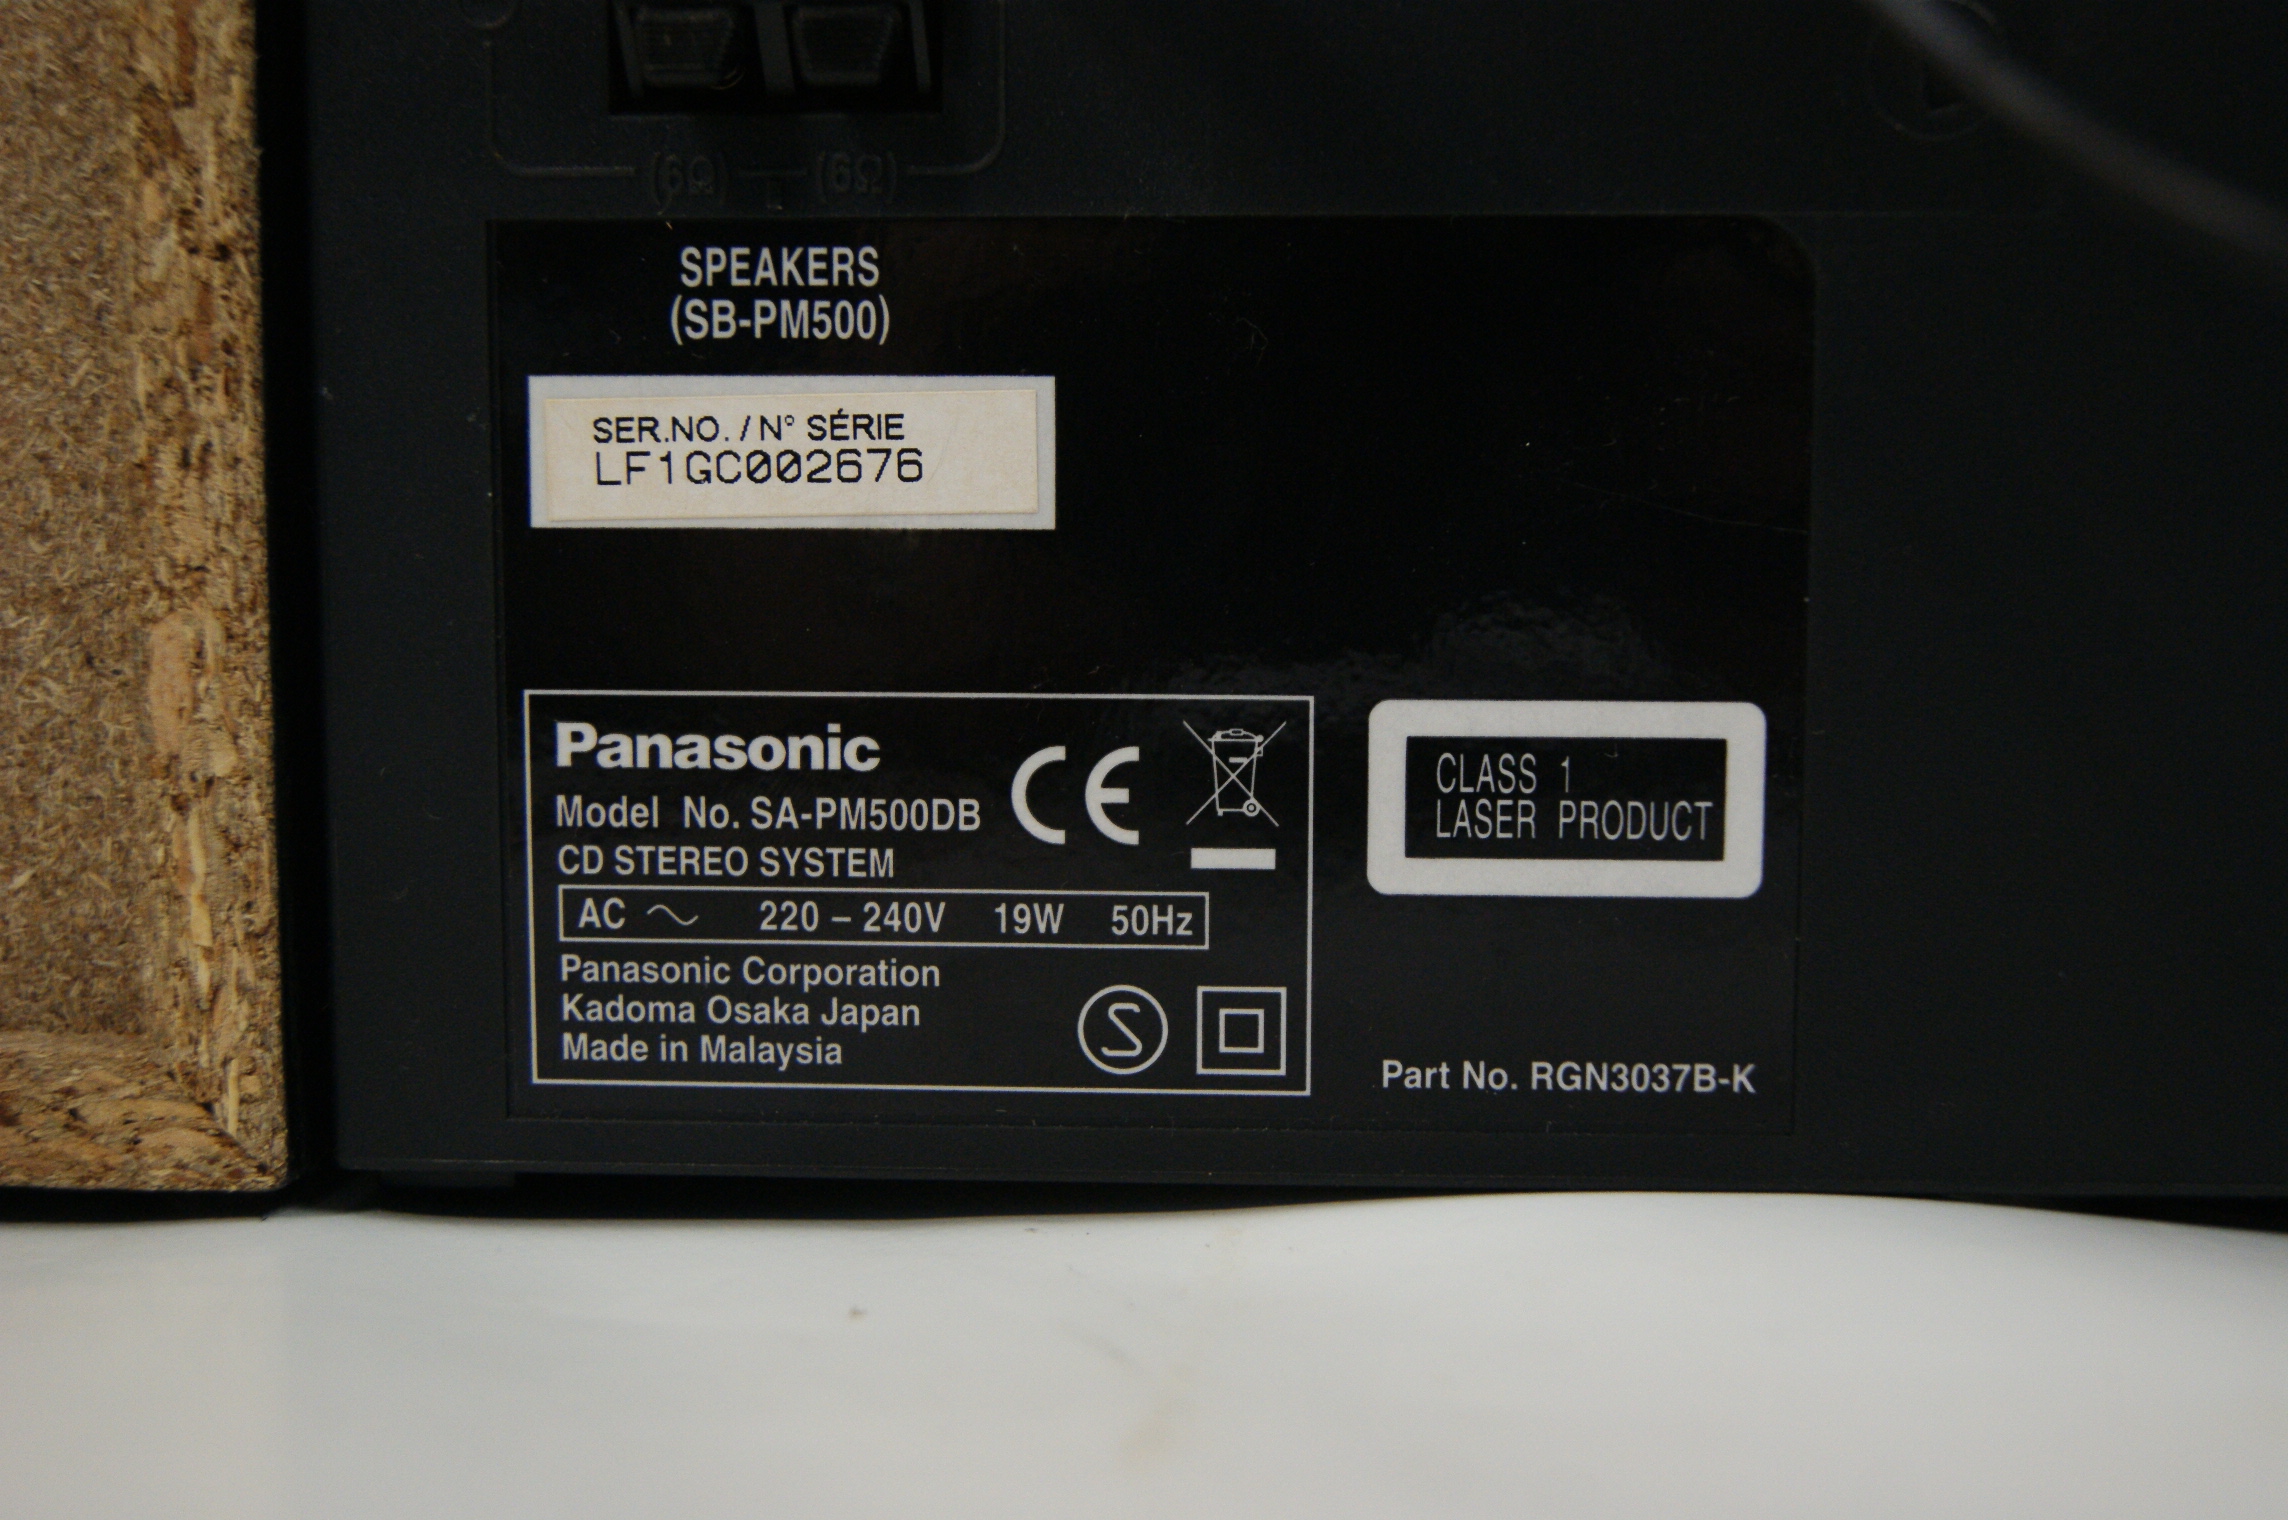 (6Ω) (6Ω)
SPEAKERS
(SB-PM500)
SER.NO. / N° SÉRIE
LF1GC002676
Panasonic
CE
Model No. SA-PM500DB
CD STEREO SYSTEM
AC ~ 220 – 240V 19W 50Hz
Panasonic Corporation
Kadoma Osaka Japan
Made in Malaysia
S
CLASS 1
LASER PRODUCT
Part No. RGN3037B-K